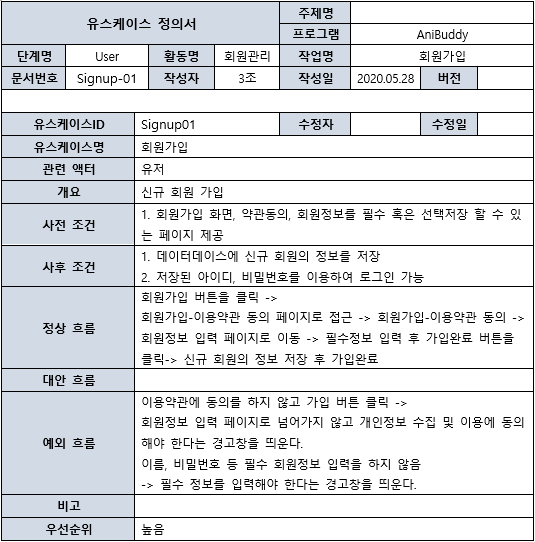 유스케이스 정의서
주제명
프로그램 AniBuddy
단계명 User 활동명 회원관리 작업명 회원가입
문서번호 Signup-01 작성자 3조 작성일 2020.05.28 버전
유스케이스ID Signup01 수정자 수정일
유스케이스명 회원가입
관련 액터 유저
개요 신규 회원 가입
사전 조건 1. 회원가입 화면, 약관동의, 회원정보를 필수 혹은 선택저장 할 수 있
는 페이지 제공
사후 조건 1. 데이터데이스에 신규 회원의 정보를 저장
2. 저장된 아이디, 비밀번호를 이용하여 로그인 가능
정상 흐름 회원가입 버튼을 클릭 ->
회원가입-이용약관 동의 페이지로 접근 -> 회원가입-이용약관 동의 ->
회원정보 입력 페이지로 이동 -> 필수정보 입력 후 가입완료 버튼을
클릭-> 신규 회원의 정보 저장 후 가입완료
대안 흐름
예외 흐름 이용약관에 동의를 하지 않고 가입 버튼 클릭 ->
회원정보 입력 페이지로 넘어가지 않고 개인정보 수집 및 이용에 동의
해야 한다는 경고창을 띄운다.
이름, 비밀번호 등 필수 회원정보 입력을 하지 않음
-> 필수 정보를 입력해야 한다는 경고창을 띄운다.
비고
우선순위 높음